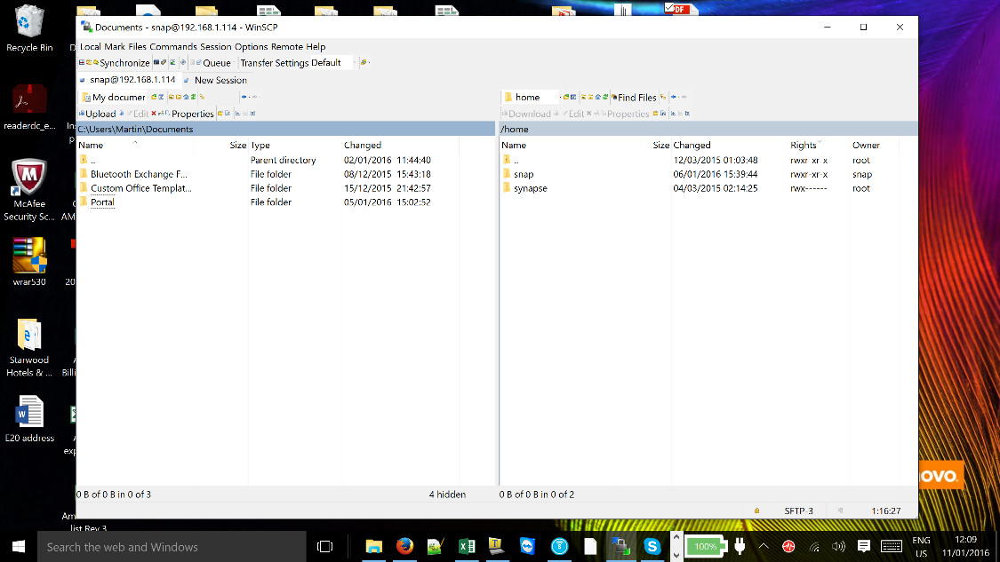 Recycle Bin
readerdc_e...
McAfee
Security Sc...
wrar530
Starwood
Hotels & ...
E20 address
PDF
Documents - snap@192.168.1.114 - WinSCP
Local Mark Files Commands Session Options Remote Help
Synchronize Queue Transfer Settings Default
snap@192.168.1.114 New Session
My documer
Upload Edit Properties
C:\Users\Martin\Documents
Name Size Type Changed
.. Parent directory 02/01/2016 11:44:40
Bluetooth Exchange F... File folder 08/12/2015 15:43:18
Custom Office Templat... File folder 15/12/2015 21:42:57
Portal File folder 05/01/2016 15:02:52
0 B of 0 B in 0 of 3 4 hidden
home Find Files
Download Edit Properties
/home
Name Size Changed Rights Owner
.. 12/03/2015 01:03:48 rwxr-xr-x root
snap 06/01/2016 15:39:44 rwxr-xr-x snap
synapse 04/03/2015 02:14:25 rwx------ root
0 B of 0 B in 0 of 2
SFTP-3 1:16:27
list Rev 3
ovo.
Search the web and Windows
100%
ENG
US
12:09
11/01/2016